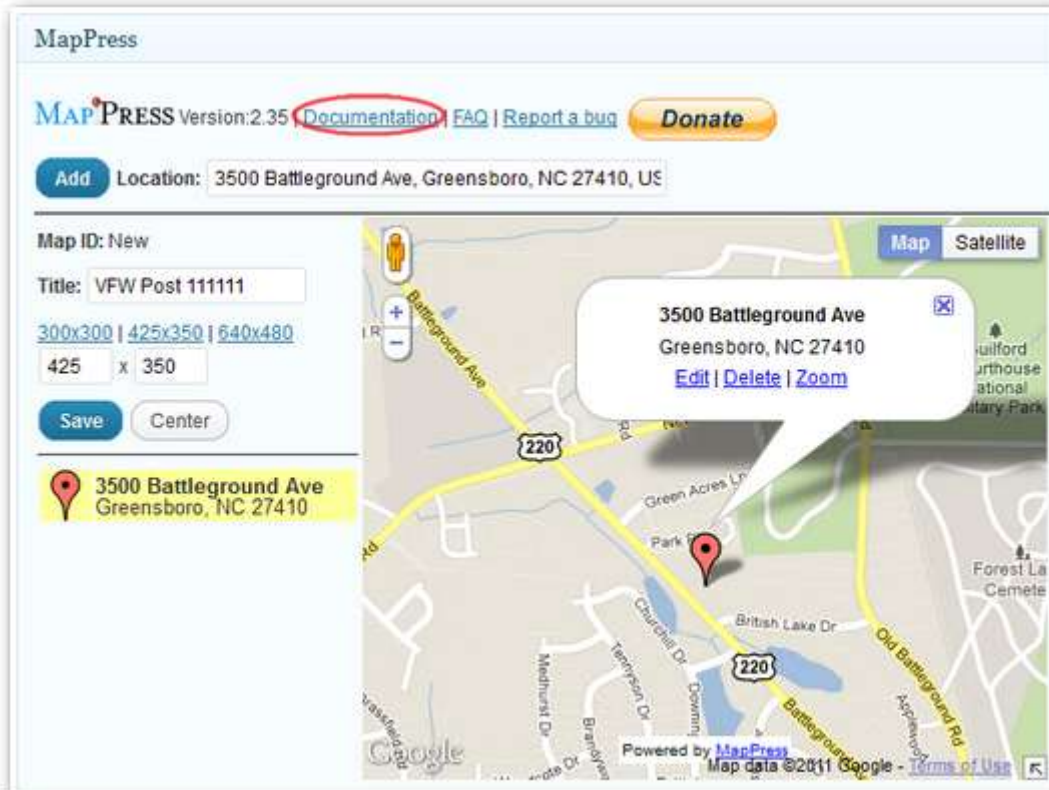 MapPress
MAPPRESS Version:2.35 | Documentation | FAQ | Report a bug Donate
Add Location: 3500 Battleground Ave, Greensboro, NC 27410, US
Map ID: New
Title: VFW Post 111111
300x300 | 425x350 | 640x480
425 x 350
Save Center
3500 Battleground Ave
Greensboro, NC 27410
Map Satellite
+
−
3500 Battleground Ave
Greensboro, NC 27410
Edit | Delete | Zoom
Battleground Ave
220
Rd
Green Acres Ln
Park
Rd
British Lake Dr
Churchill Dr
Tennyson Dr
Medhurst Dr
220
Old Battleground Rd
Google
Powered by MapPress
Map data ©2011 Google - Terms of Use